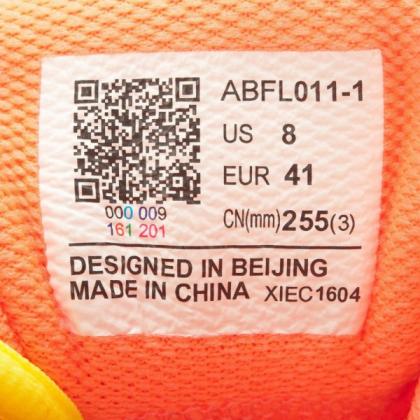 ABFL011-1
US 8
EUR 41
CN(mm)255(3)
000 009
161 201
DESIGNED IN BEIJING
MADE IN CHINA XIEC1604